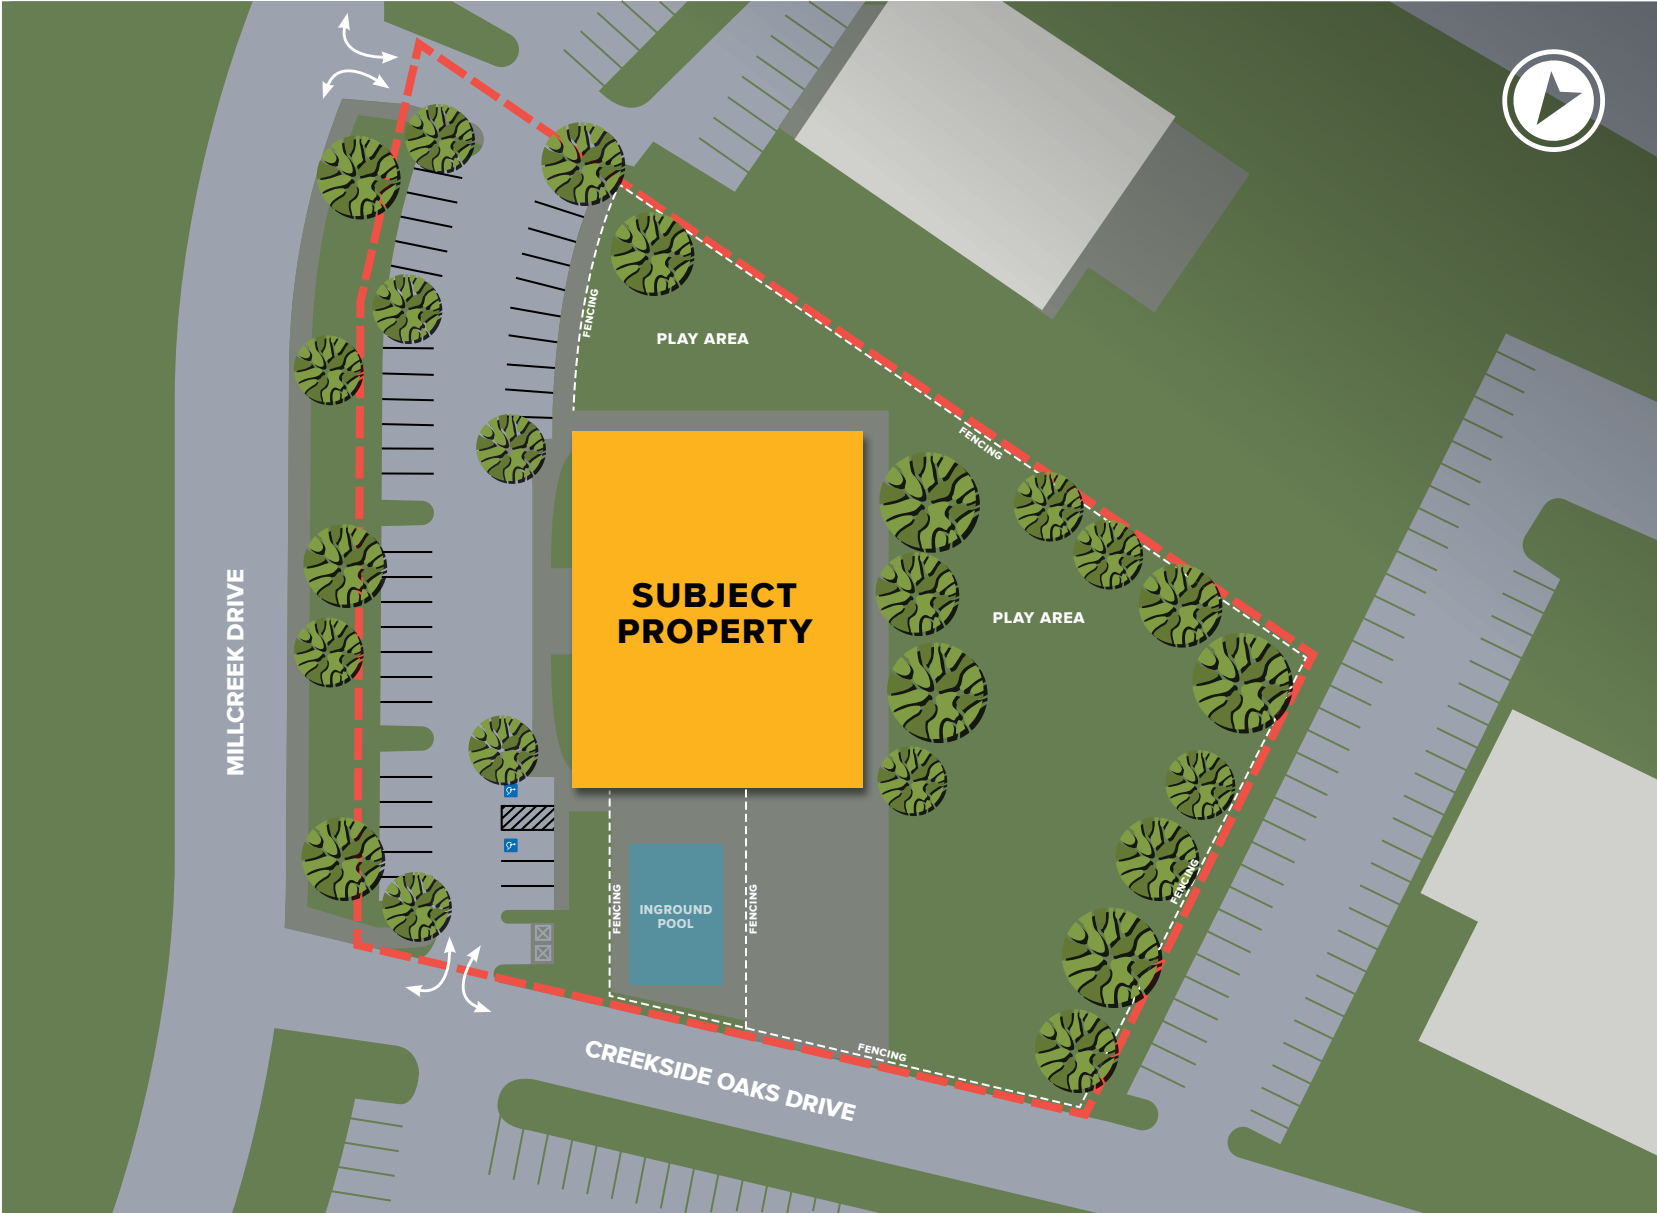 FENCING
PLAY AREA
FENCING
SUBJECT
PROPERTY
PLAY AREA
MILLCREEK DRIVE
FENCING
INGROUND
POOL
FENCING
FENCING
FENCING
CREEKSIDE OAKS DRIVE